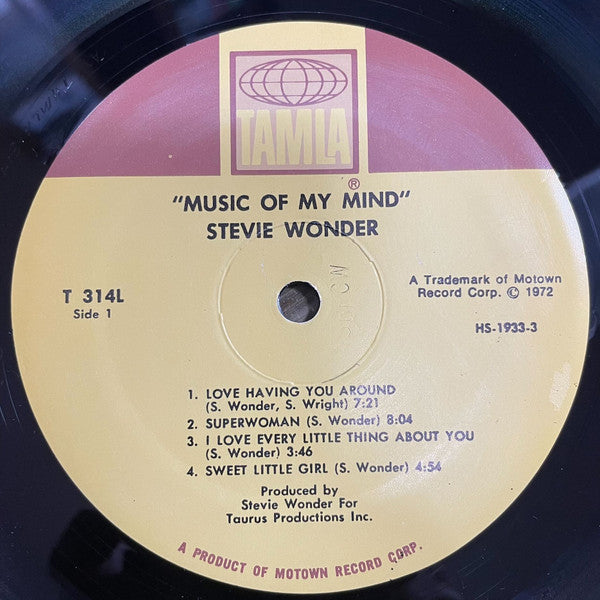 TAMLA
®
"MUSIC OF MY MIND"
STEVIE WONDER
T 314L
Side 1
A Trademark of Motown
Record Corp. © 1972
HS-1933-3
1. LOVE HAVING YOU AROUND
(S. Wonder, S. Wright) 7:21
2. SUPERWOMAN (S. Wonder) 8:04
3. I LOVE EVERY LITTLE THING ABOUT YOU
(S. Wonder) 3:46
4. SWEET LITTLE GIRL (S. Wonder) 4:54
Produced by
Stevie Wonder For
Taurus Productions Inc.
A PRODUCT OF MOTOWN RECORD CORP.